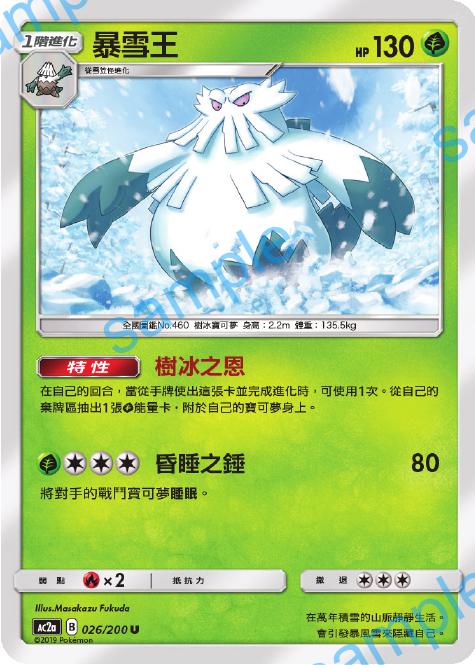 1階進化 暴雪王 HP 130
從雪笠怪進化
全國圖鑑No.460 樹冰寶可夢 身高：2.2m 體重：135.5kg
特性 樹冰之恩
在自己的回合，當從手牌使出這張卡並完成進化時，可使用1次。從自己的
棄牌區抽出1張能量卡，附於自己的寶可夢身上。
昏睡之錘 80
將對手的戰鬥寶可夢睡眠。
弱點 ×2 抵抗力 撤退
Illus.Masakazu Fukuda
AC2a B 026/200 U
©2019 Pokémon
在萬年積雪的山脈靜靜生活。
會引發暴風雪來隱藏自己。
sample
sample
sample
sample